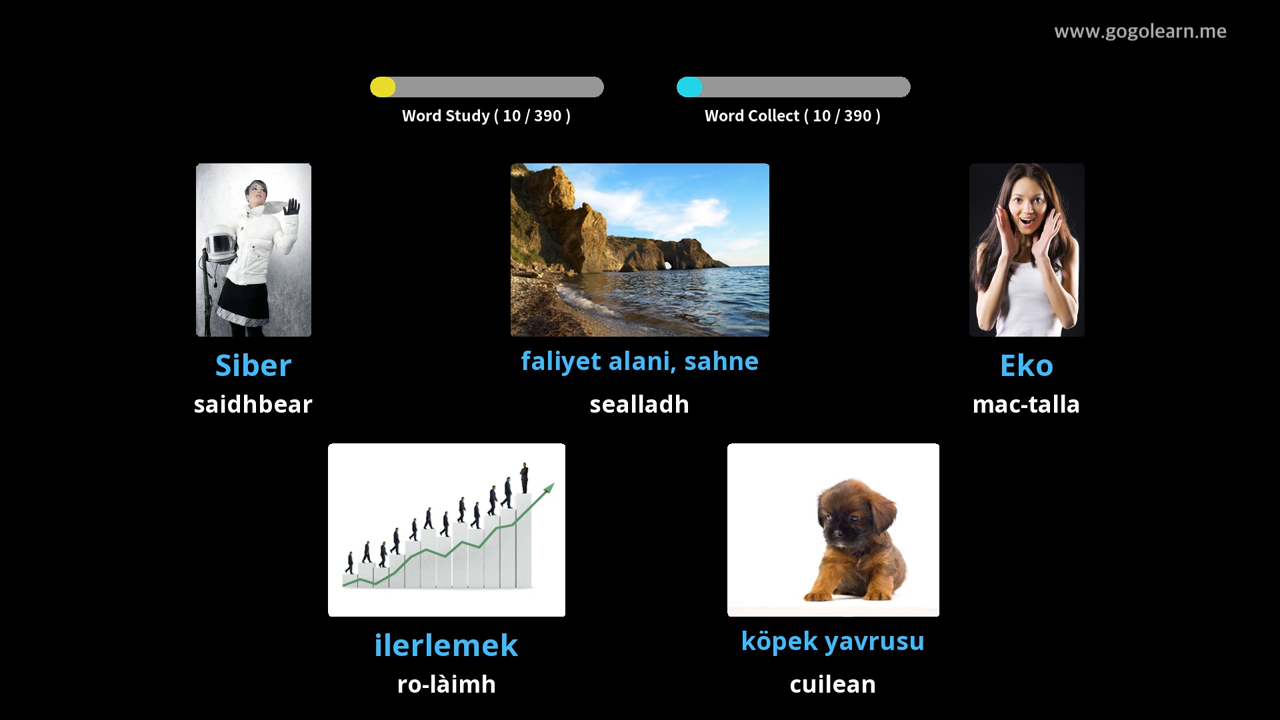 www.gogolearn.me
Word Study ( 10 / 390 )
Word Collect ( 10 / 390 )
Siber
saidhbear
faliyet alani, sahne
sealladh
Eko
mac-talla
ilerlemek
ro-làimh
köpek yavrusu
cuilean